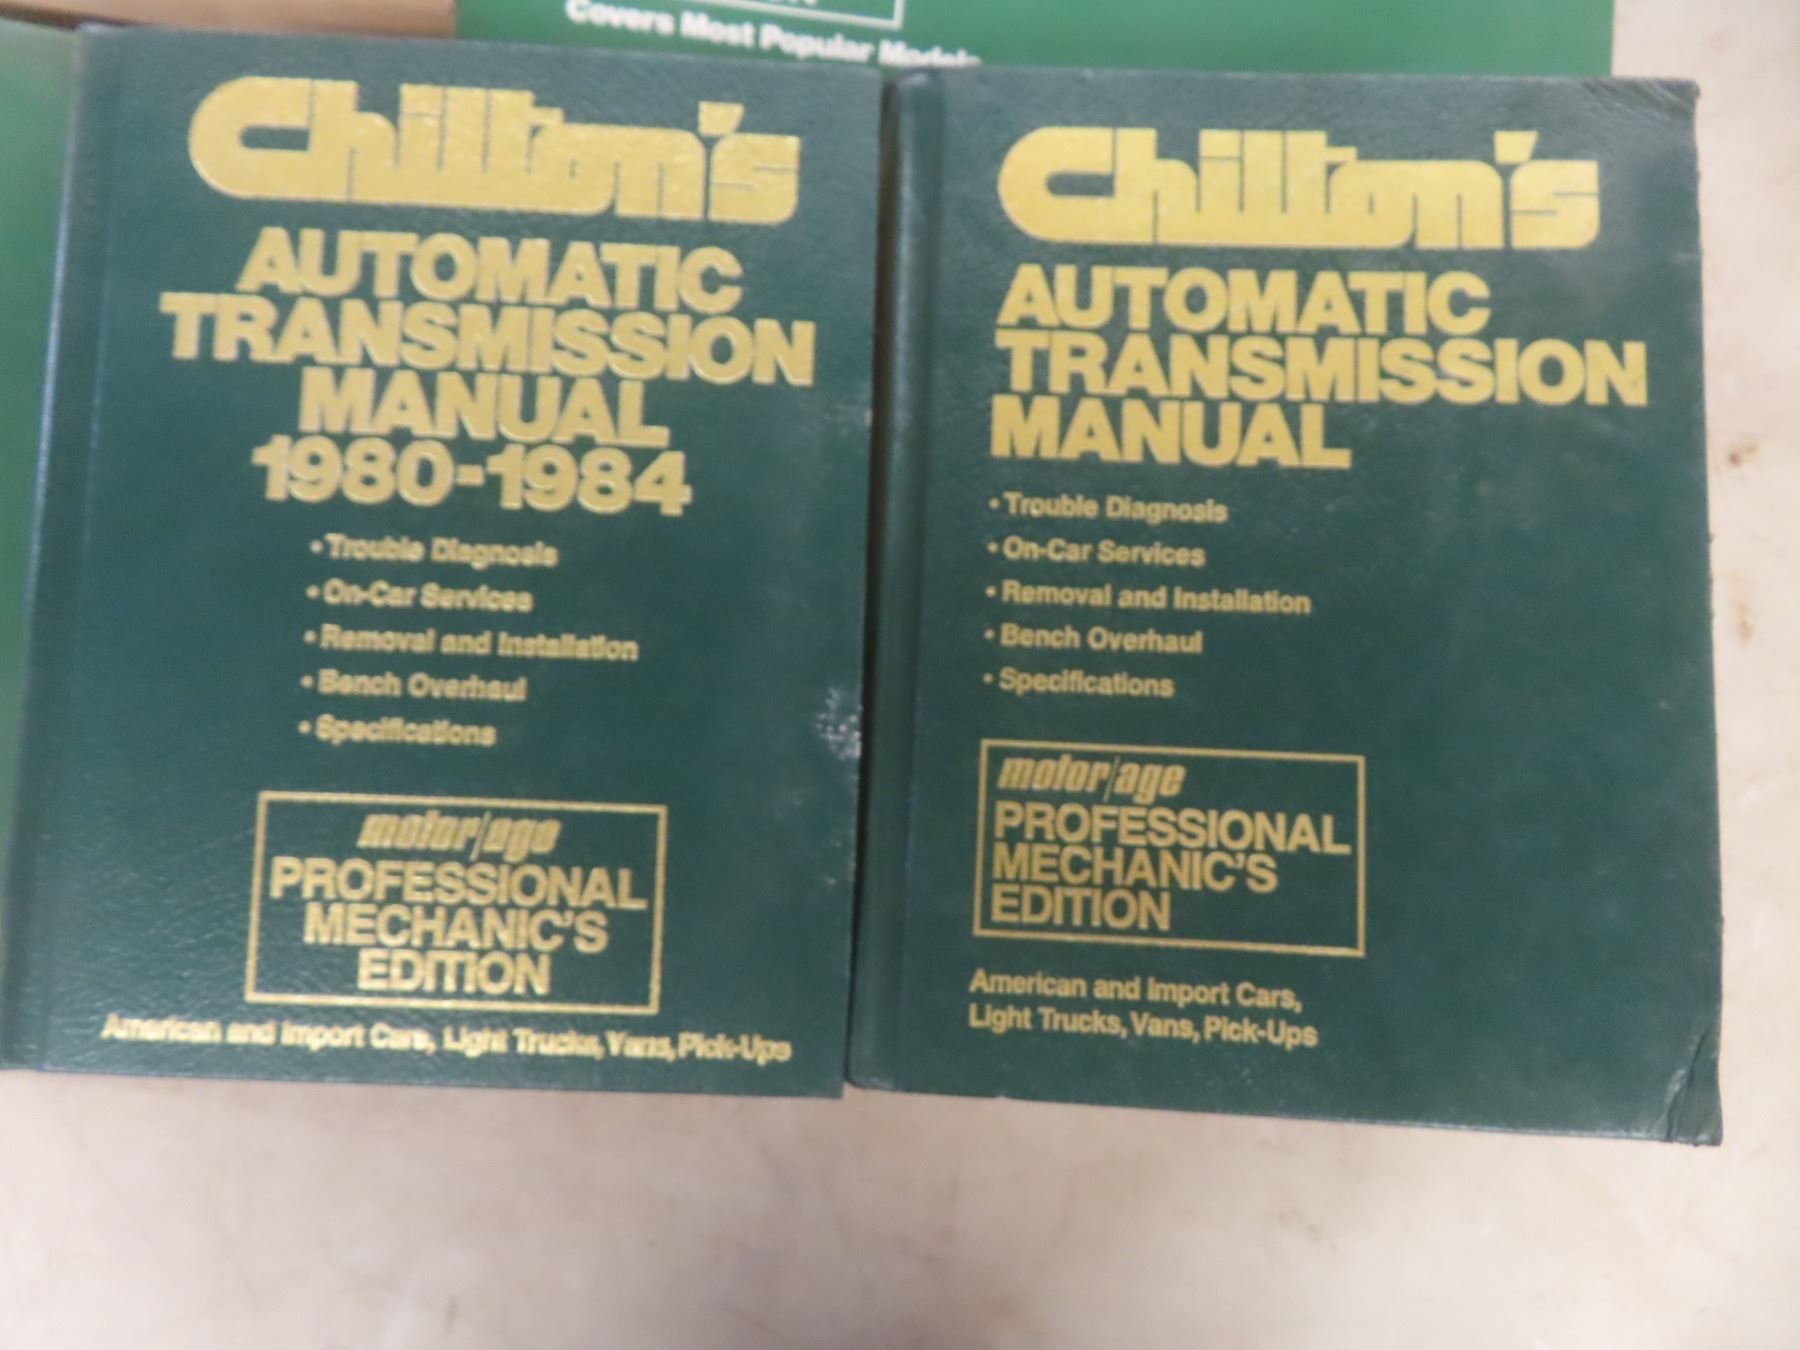 Covers Most Popular Models
Chilton's
AUTOMATIC
TRANSMISSION
MANUAL
1980-1984
• Trouble Diagnosis
• On-Car Services
• Removal and Installation
• Bench Overhaul
• Specifications
motor/age
PROFESSIONAL
MECHANIC'S
EDITION
American and Import Cars, Light Trucks, Vans, Pick-Ups
Chilton's
AUTOMATIC
TRANSMISSION
MANUAL
• Trouble Diagnosis
• On-Car Services
• Removal and Installation
• Bench Overhaul
• Specifications
motor/age
PROFESSIONAL
MECHANIC'S
EDITION
American and Import Cars,
Light Trucks, Vans, Pick-Ups